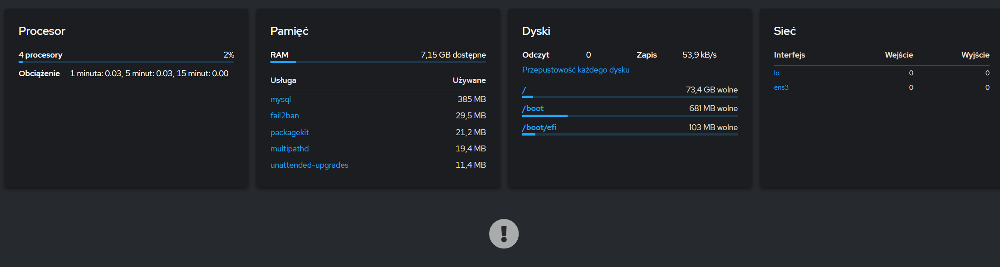 Procesor
4 procesory 2%
Obciążenie 1 minuta: 0.03, 5 minut: 0.03, 15 minut: 0.00
Pamięć
RAM 7,15 GB dostępne
Usługa Używane
mysql 385 MB
fail2ban 29,5 MB
packagekit 21,2 MB
multipathd 19,4 MB
unattended-upgrades 11,4 MB
Dyski
Odczyt 0 Zapis 53,9 kB/s
Przepustowość każdego dysku
/ 73,4 GB wolne
/boot 681 MB wolne
/boot/efi 103 MB wolne
Sieć
Interfejs Wejście Wyjście
lo 0 0
ens3 0 0